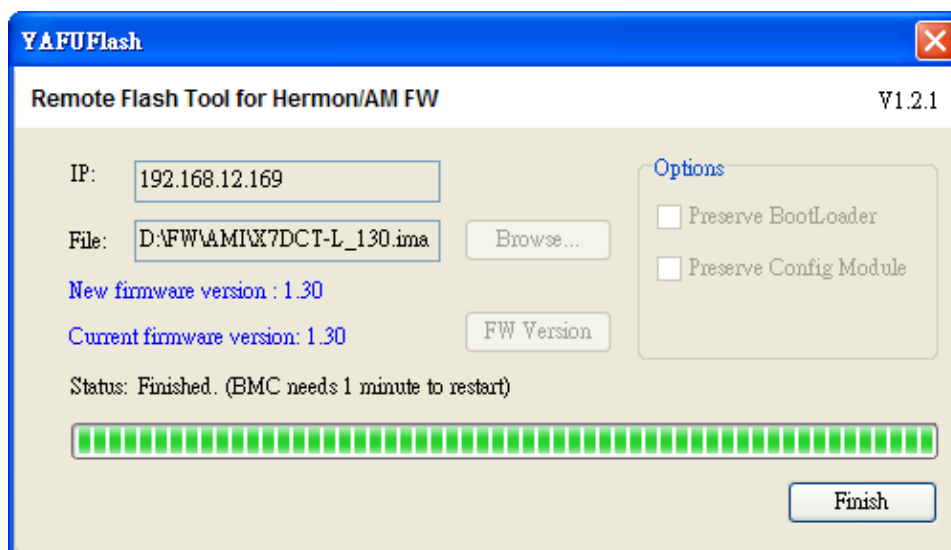 YAFUFlash
Remote Flash Tool for Hermon/AM FW V1.2.1
IP: 192.168.12.169
File: D:\FW\AMI\X7DCT-L_130.ima Browse...
New firmware version : 1.30
Current firmware version: 1.30 FW Version
Options
Preserve BootLoader
Preserve Config Module
Status: Finished. (BMC needs 1 minute to restart)
Finish